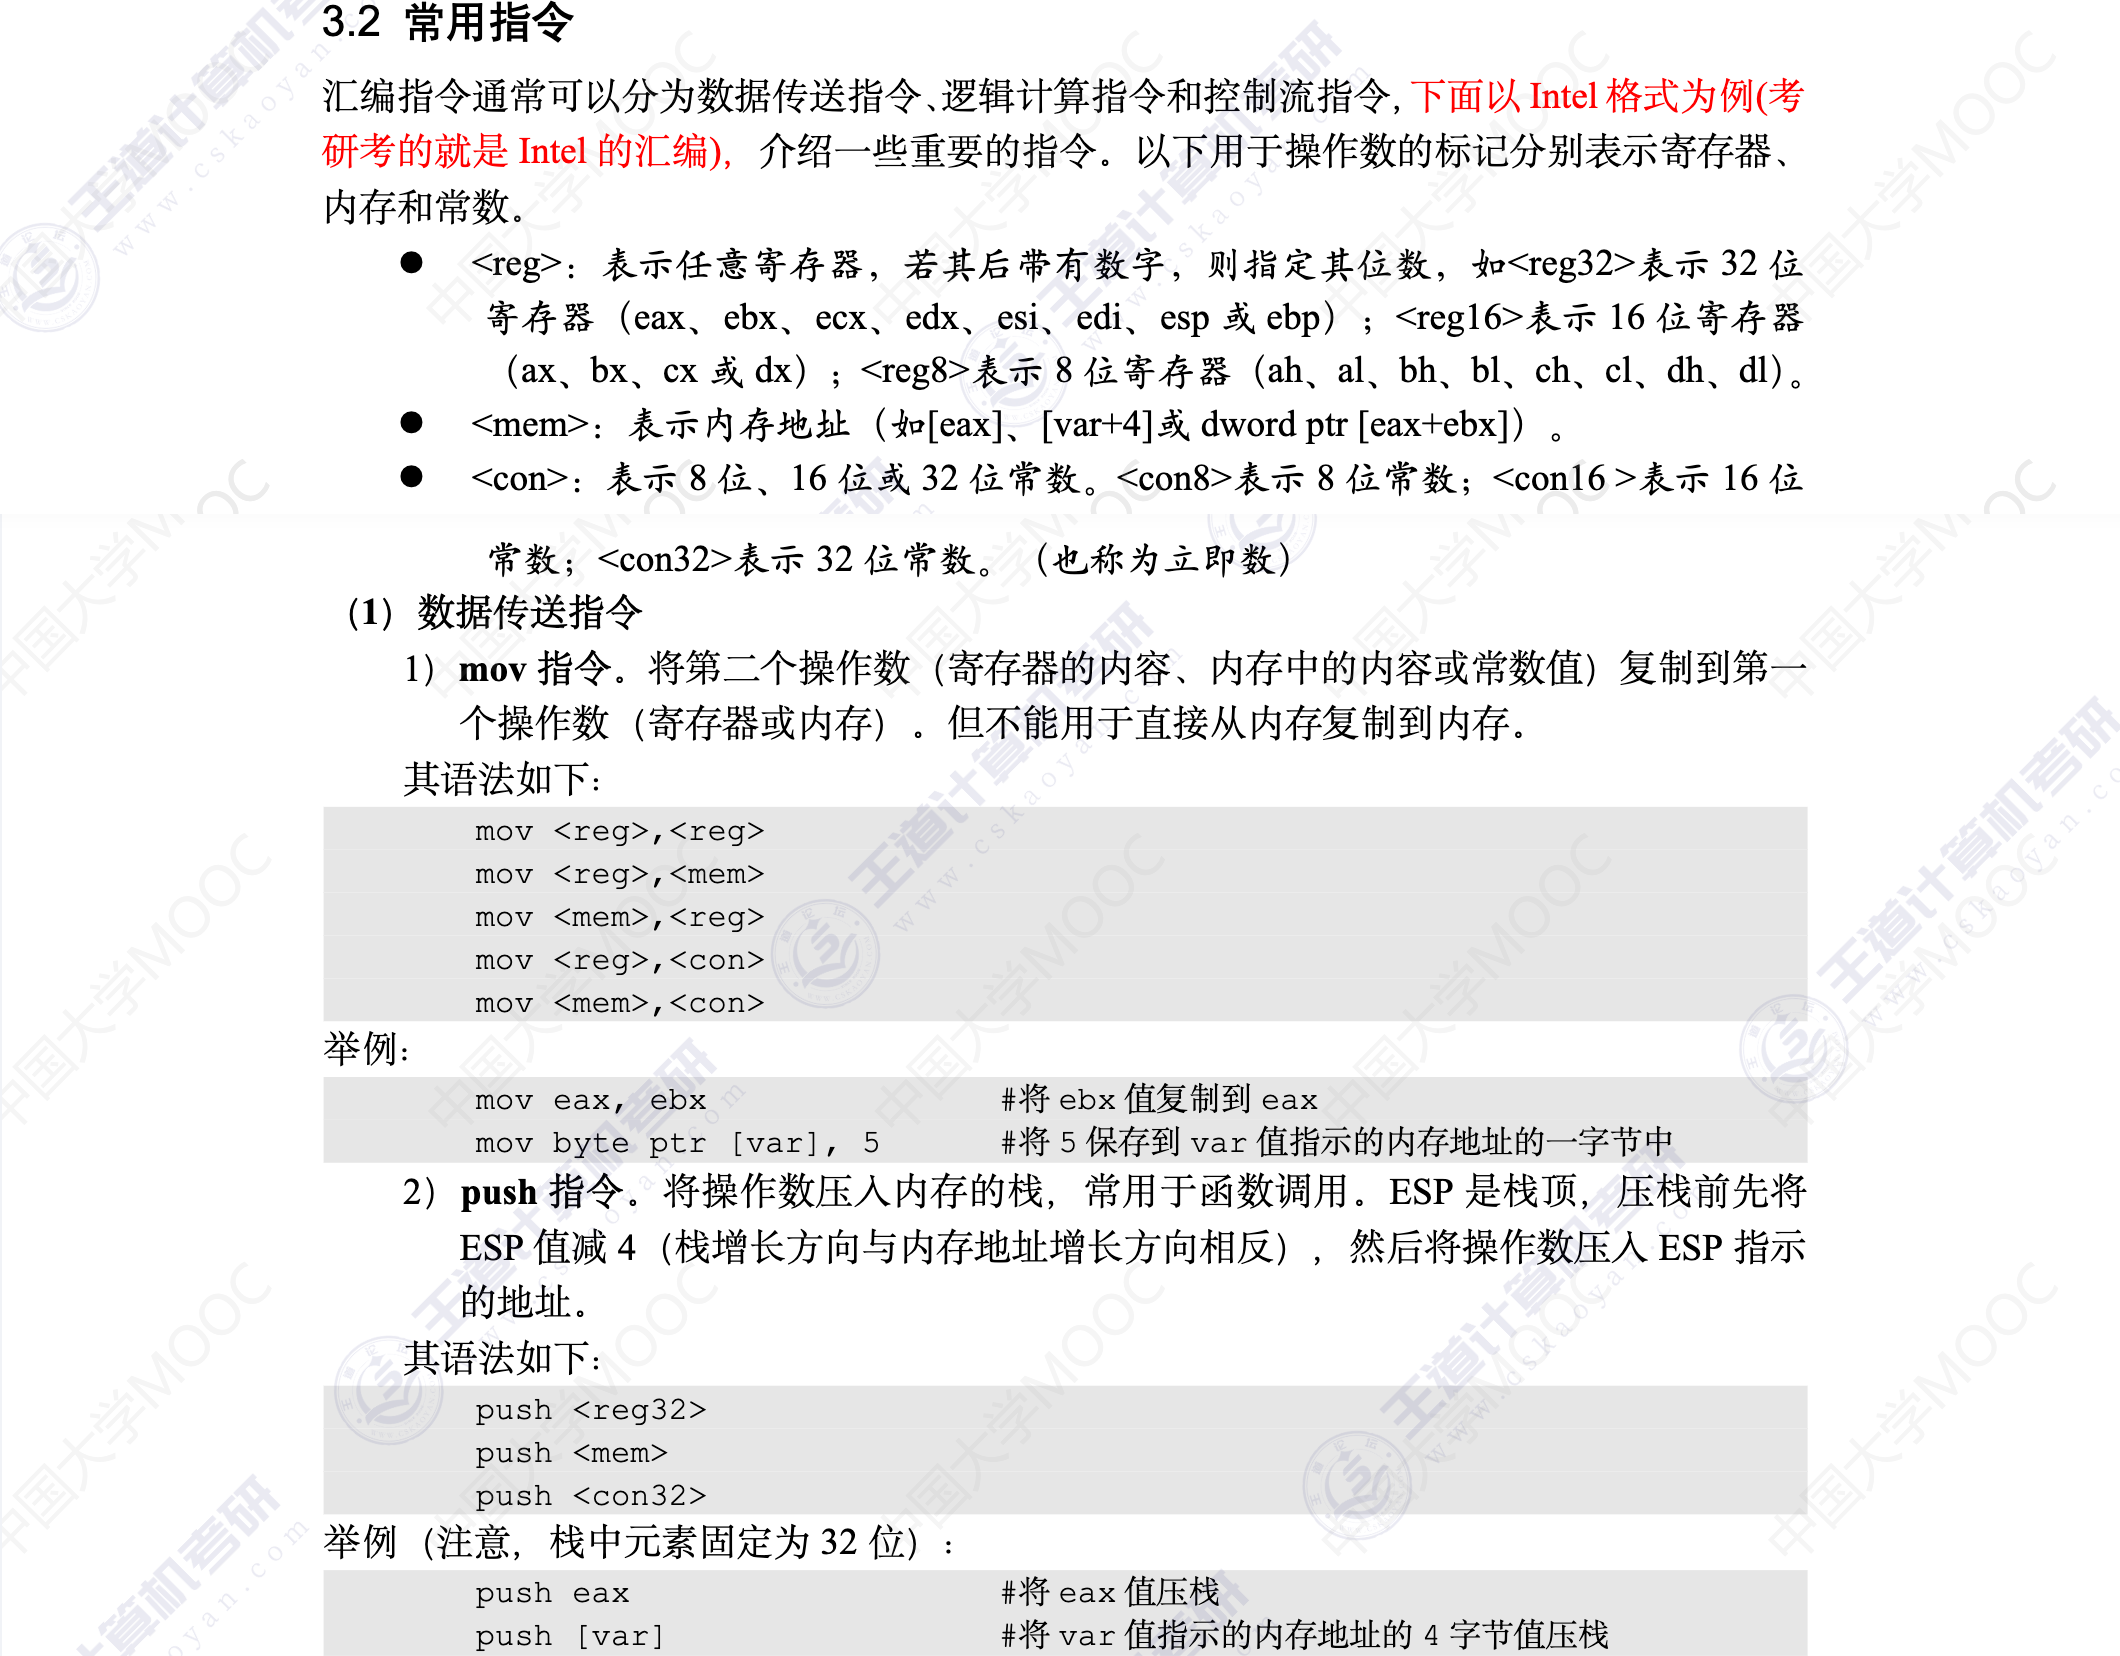 3.2 常用指令
汇编指令通常可以分为数据传送指令、逻辑计算指令和控制流指令,下面以 Intel 格式为例(考
研考的就是 Intel 的汇编)，介绍一些重要的指令。以下用于操作数的标记分别表示寄存器、
内存和常数。
● <reg>：表示任意寄存器，若其后带有数字，则指定其位数，如<reg32>表示 32 位
寄存器（eax、ebx、ecx、edx、esi、edi、esp 或 ebp）；<reg16>表示 16 位寄存器
（ax、bx、cx 或 dx）；<reg8>表示 8 位寄存器（ah、al、bh、bl、ch、cl、dh、dl）。
● <mem>：表示内存地址（如[eax]、[var+4]或 dword ptr [eax+ebx]）。
● <con>：表示 8 位、16 位或 32 位常数。<con8>表示 8 位常数；<con16 >表示 16 位
常数；<con32>表示 32 位常数。（也称为立即数）
（1）数据传送指令
1）mov 指令。将第二个操作数（寄存器的内容、内存中的内容或常数值）复制到第一
个操作数（寄存器或内存）。但不能用于直接从内存复制到内存。
其语法如下：
mov <reg>,<reg>
mov <reg>,<mem>
mov <mem>,<reg>
mov <reg>,<con>
mov <mem>,<con>
举例：
mov eax, ebx #将 ebx 值复制到 eax
mov byte ptr [var], 5 #将 5 保存到 var 值指示的内存地址的一字节中
2）push 指令。将操作数压入内存的栈，常用于函数调用。ESP 是栈顶，压栈前先将
ESP 值减 4（栈增长方向与内存地址增长方向相反），然后将操作数压入 ESP 指示
的地址。
其语法如下：
push <reg32>
push <mem>
push <con32>
举例（注意，栈中元素固定为 32 位）：
push eax #将 eax 值压栈
push [var] #将 var 值指示的内存地址的 4 字节值压栈
王道计算机考研
www.cskaoyan.com
中国大学MOOC